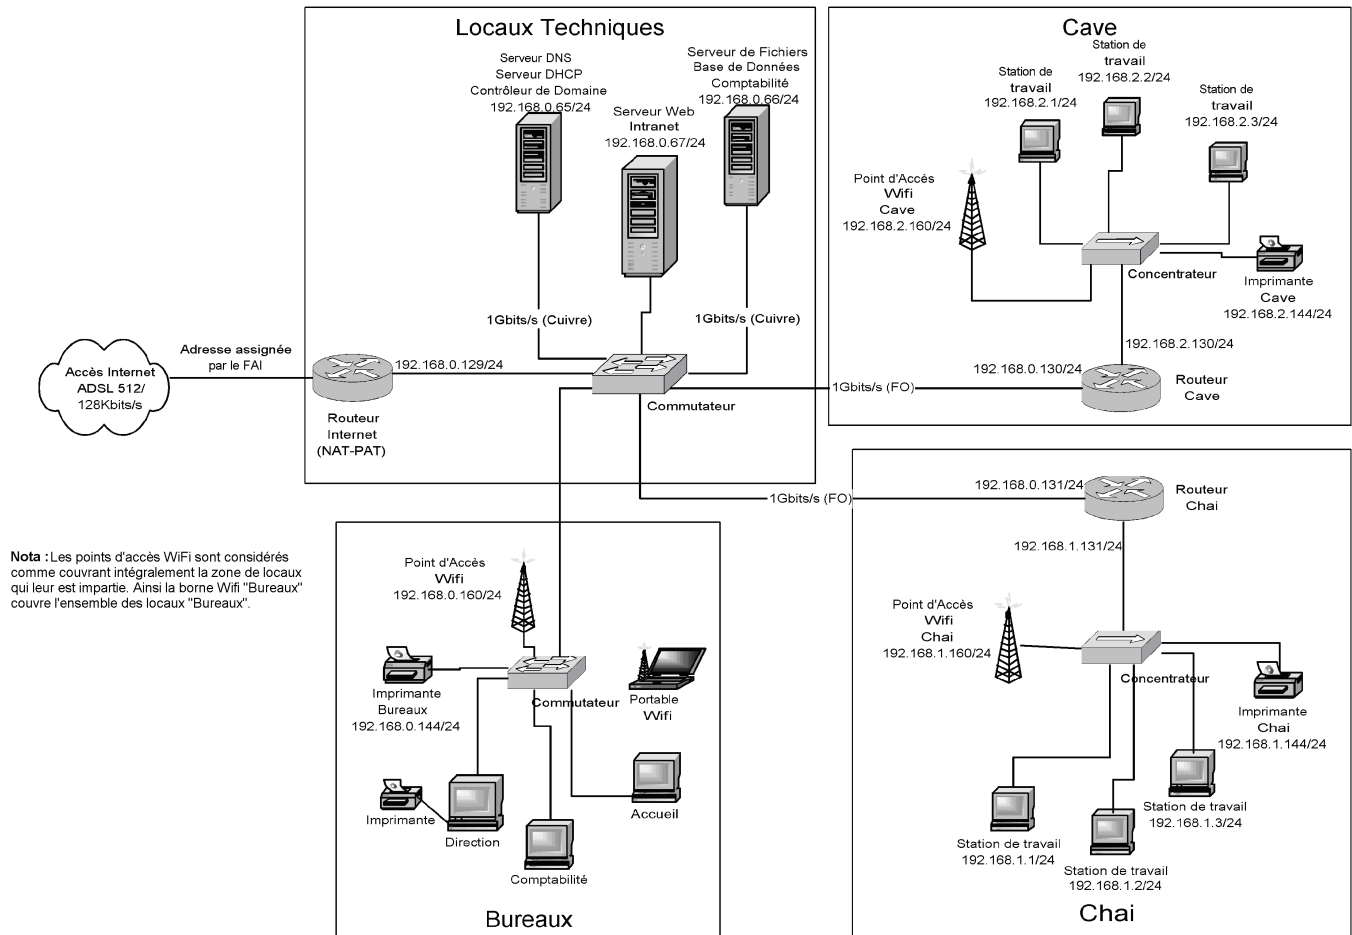 Locaux Techniques
Serveur DNS
Serveur DHCP
Contrôleur de Domaine
192.168.0.65/24
Serveur Web
Intranet
192.168.0.67/24
Serveur de Fichiers
Base de Données
Comptabilité
192.168.0.66/24
1Gbits/s (Cuivre)
1Gbits/s (Cuivre)
Accès Internet
ADSL 512/
128Kbits/s
Adresse assignée
par le FAI
192.168.0.129/24
Routeur
Internet
(NAT-PAT)
Commutateur
1Gbits/s (FO)
1Gbits/s (FO)
Cave
Station de
travail
192.168.2.1/24
Station de
travail
192.168.2.2/24
Station de
travail
192.168.2.3/24
Point d'Accès
Wifi
Cave
192.168.2.160/24
Concentrateur
Imprimante
Cave
192.168.2.144/24
192.168.2.130/24
192.168.0.130/24
Routeur
Cave
192.168.0.131/24
Routeur
Chai
192.168.1.131/24
Point d'Accès
Wifi
Chai
192.168.1.160/24
Concentrateur
Imprimante
Chai
192.168.1.144/24
Station de travail
192.168.1.3/24
Station de travail
192.168.1.1/24
Station de travail
192.168.1.2/24
Chai
Nota : Les points d'accès WiFi sont considérés
comme couvrant intégralement la zone de locaux
qui leur est impartie. Ainsi la borne Wifi "Bureaux"
couvre l'ensemble des locaux "Bureaux".
Point d'Accès
Wifi
192.168.0.160/24
Imprimante
Bureaux
192.168.0.144/24
Commutateur
Portable
Wifi
Imprimante
Direction
Accueil
Comptabilité
Bureaux